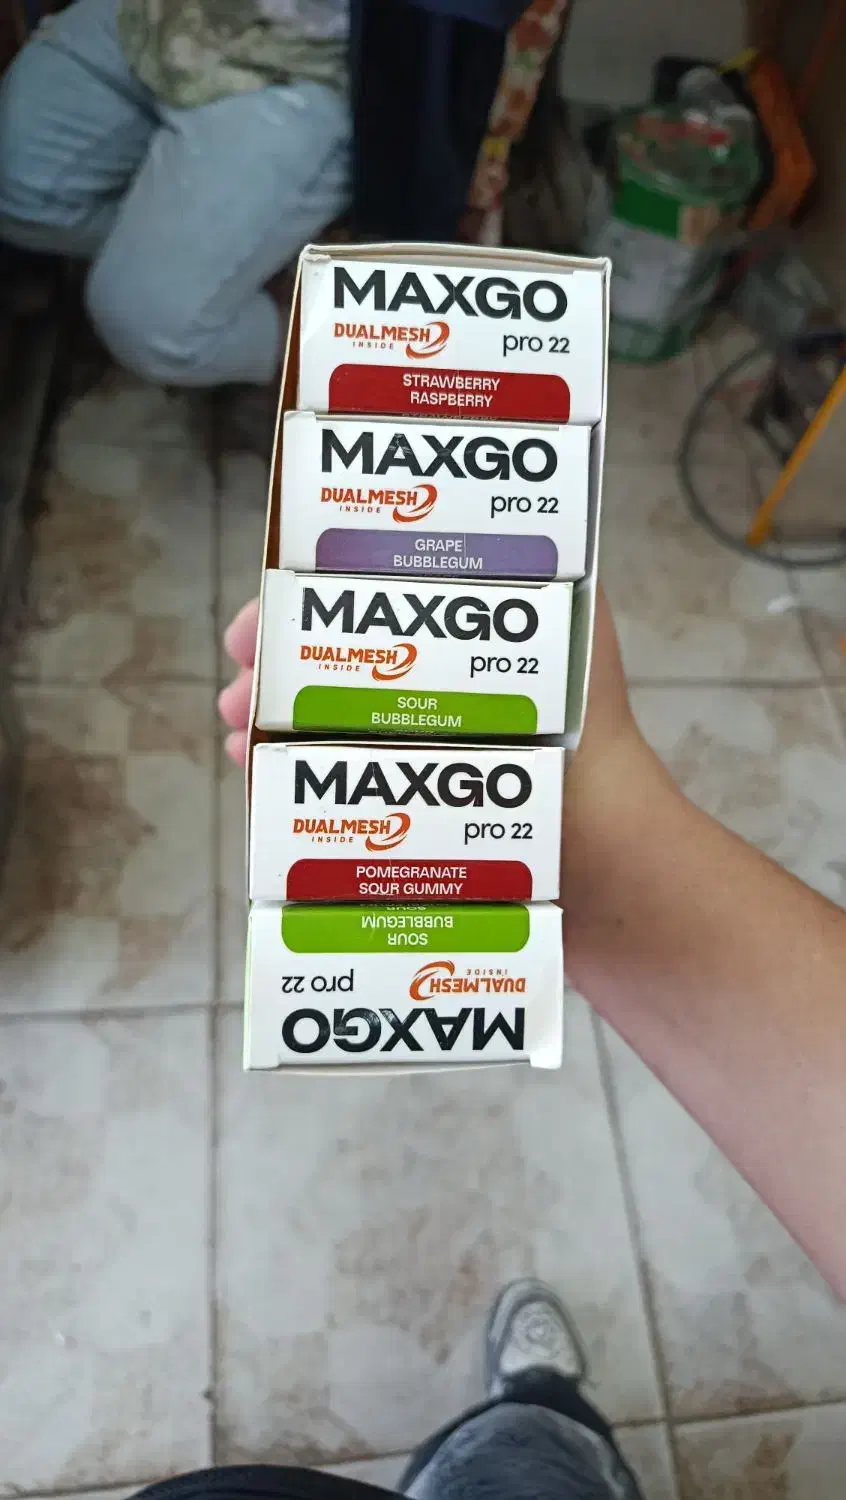 MAXGO
DUALMESH
INSIDE
pro 22
STRAWBERRY
RASPBERRY
MAXGO
DUALMESH
INSIDE
pro 22
GRAPE
BUBBLEGUM
MAXGO
DUALMESH
INSIDE
pro 22
SOUR
BUBBLEGUM
MAXGO
DUALMESH
INSIDE
pro 22
POMEGRANATE
SOUR GUMMY
MAXGO
DUALMESH
INSIDE
pro 22
SOUR
BUBBLEGUM